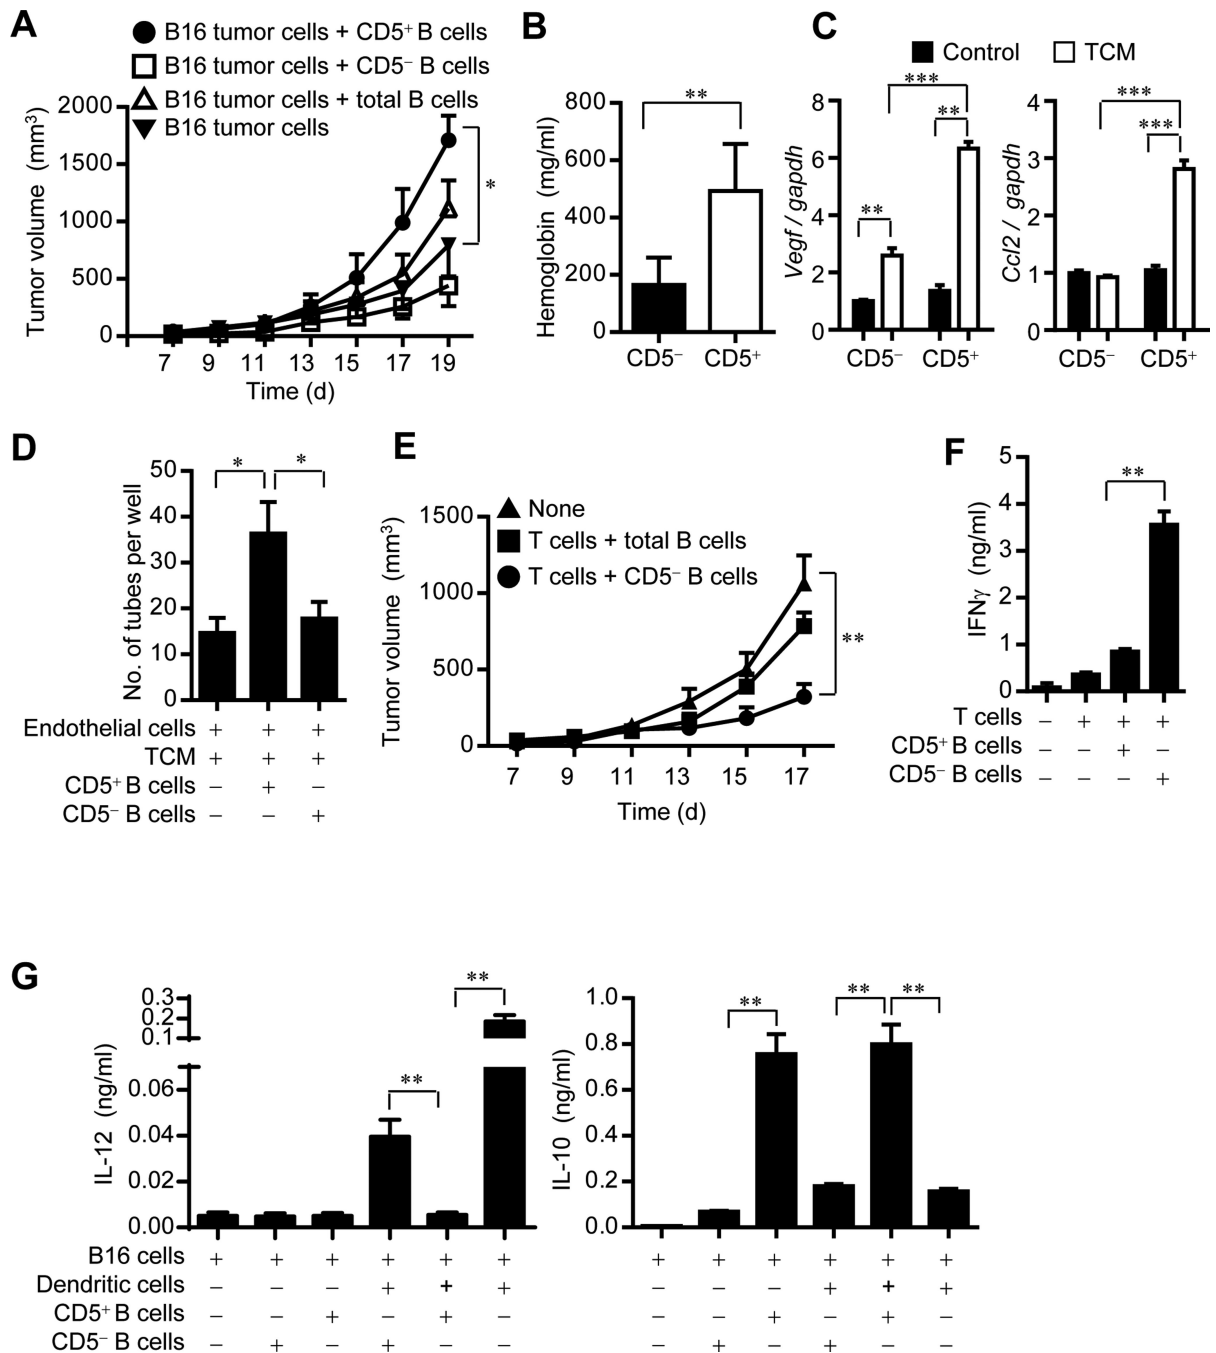 A
B16 tumor cells + CD5+ B cells
B16 tumor cells + CD5− B cells
B16 tumor cells + total B cells
B16 tumor cells
Tumor volume (mm3)
2000
1500
1000
500
0
*
7 9 11 13 15 17 19
Time (d)
B
Hemoglobin (mg/ml)
800
600
400
200
0
**
CD5− CD5+
C
Control TCM
Vegf / gapdh
8
6
4
2
0
***
**
**
CD5− CD5+
Ccl2 / gapdh
4
3
2
1
0
***
***
CD5− CD5+
D
No. of tubes per well
50
40
30
20
10
0
* *
Endothelial cells + + +
TCM + + +
CD5+ B cells − + −
CD5− B cells − − +
E
None
T cells + total B cells
T cells + CD5− B cells
Tumor volume (mm3)
1500
1000
500
0
**
7 9 11 13 15 17
Time (d)
F
IFNγ (ng/ml)
5
4
3
2
1
0
**
T cells − + + +
CD5+ B cells − − + −
CD5− B cells − − − +
G
IL-12 (ng/ml)
0.3
0.2
0.1
0.06
0.04
0.02
0.00
**
**
IL-10 (ng/ml)
1.0
0.8
0.6
0.4
0.2
0.0
** ** **
B16 cells + + + + + + + + + + + +
Dendritic cells − − − + + + − − − + + +
CD5+ B cells − − + − + − − − + − + −
CD5− B cells − + − + − − − + − + − −